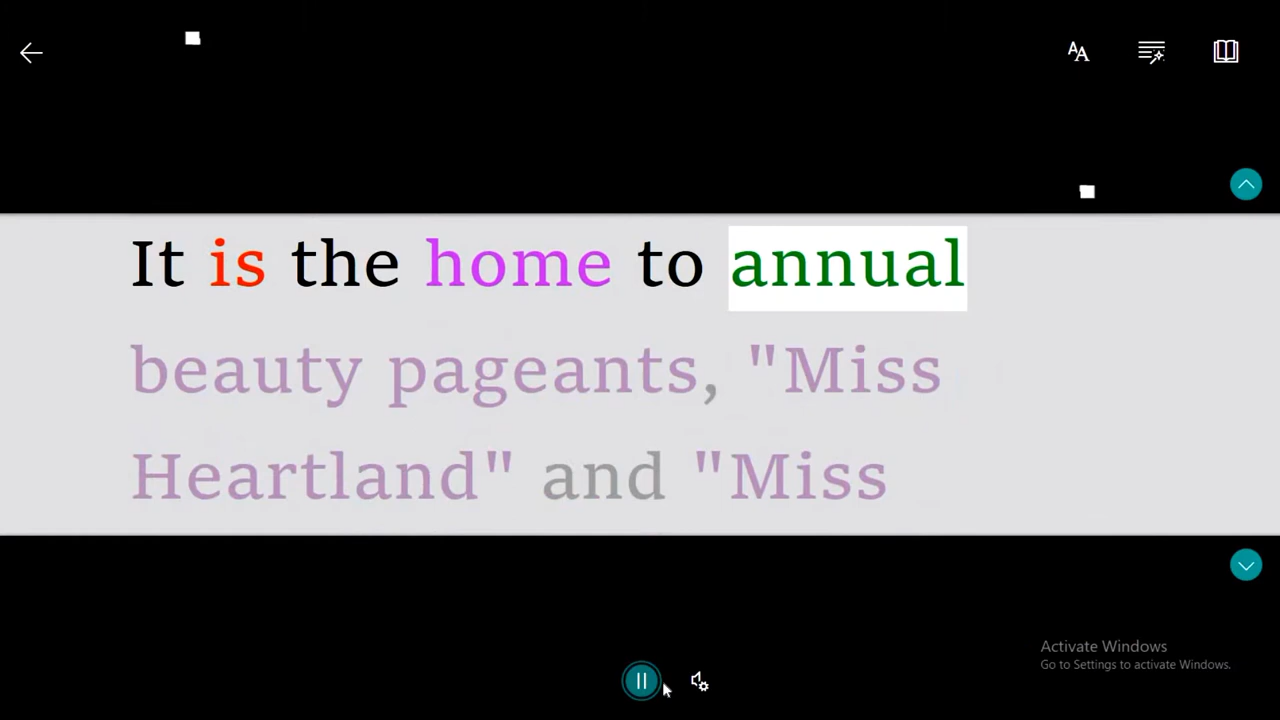 It is the home to annual
beauty pageants, "Miss
Heartland" and "Miss
Activate Windows
Go to Settings to activate Windows.